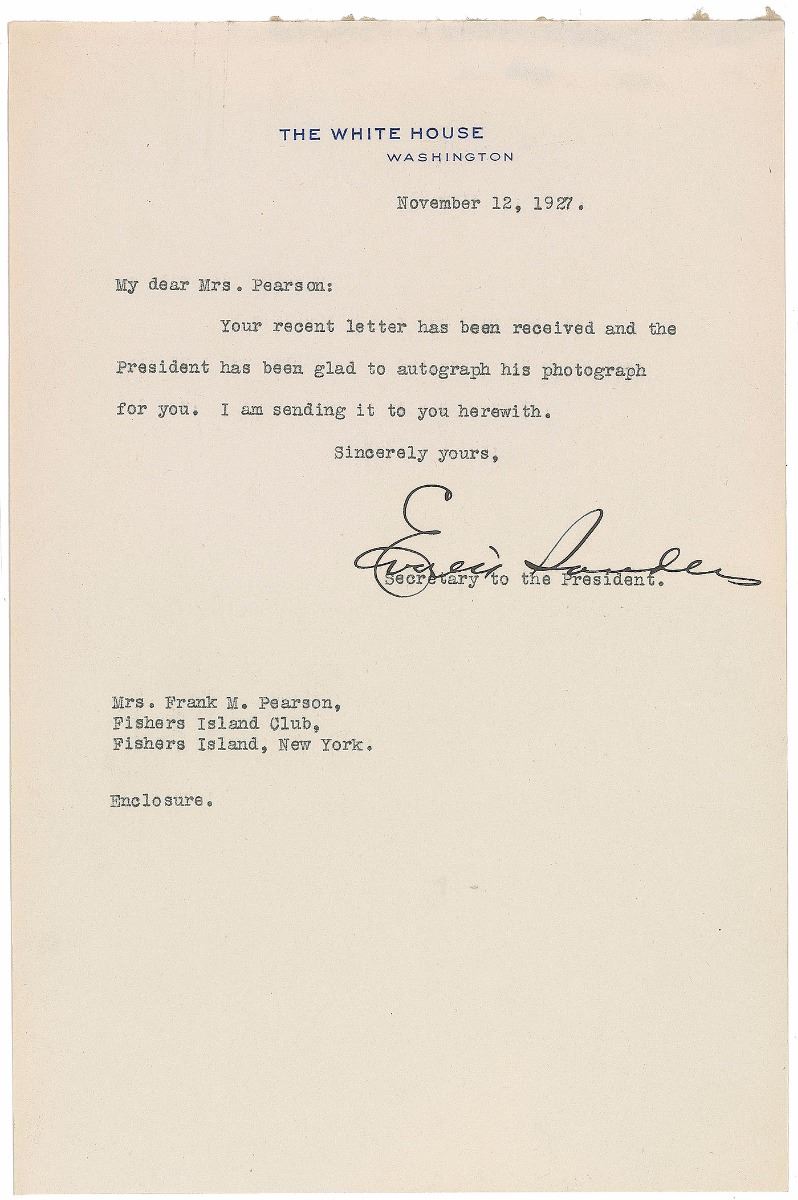 THE WHITE HOUSE
WASHINGTON
November 12, 1927.
My dear Mrs. Pearson:
Your recent letter has been received and the
President has been glad to autograph his photograph
for you. I am sending it to you herewith.
Sincerely yours,
Everett Sanders
Secretary to the President.
Mrs. Frank M. Pearson,
Fishers Island Club,
Fishers Island, New York.
Enclosure.